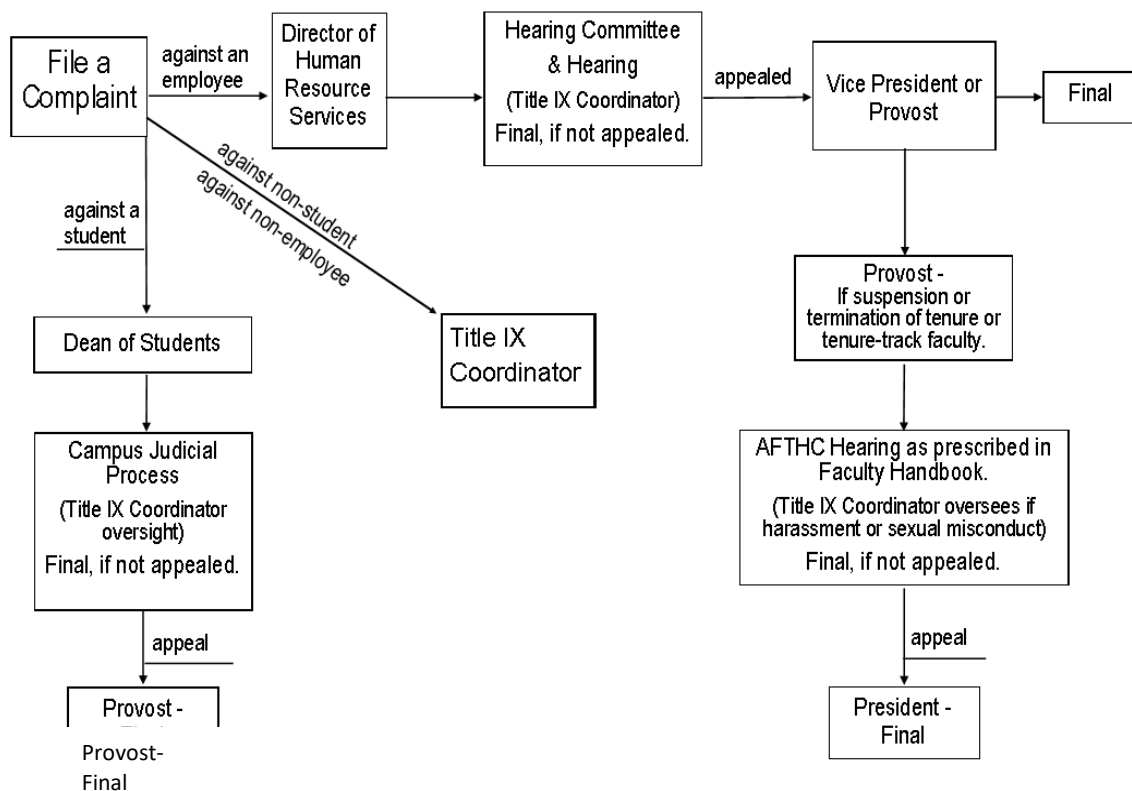 File a
Complaint
against an
employee
Director of
Human
Resource
Services
Hearing Committee
& Hearing
(Title IX Coordinator)
Final, if not appealed.
appealed
Vice President or
Provost
Final
against non-student
against non-employee
against a
student
Title IX
Coordinator
Dean of Students
Campus Judicial
Process
(Title IX Coordinator
oversight)
Final, if not appealed.
appeal
Provost -
Provost-
Final
Provost -
If suspension or
termination of tenure or
tenure-track faculty.
AFTHC Hearing as prescribed in
Faculty Handbook.
(Title IX Coordinator oversees if
harassment or sexual misconduct)
Final, if not appealed.
appeal
President -
Final